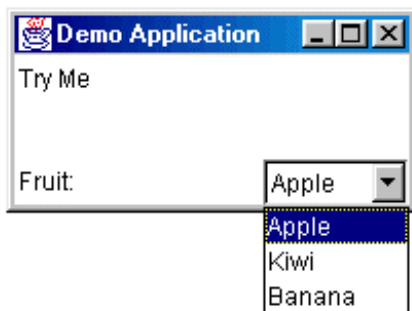 Demo Application
Try Me
Fruit: Apple
Apple
Kiwi
Banana